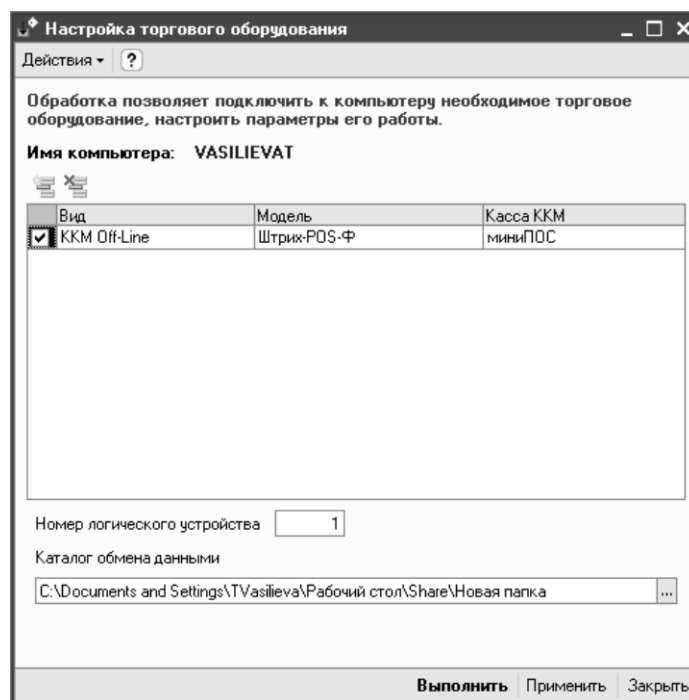 Настройка торгового оборудования
Действия ?
Обработка позволяет подключить к компьютеру необходимое торговое
оборудование, настроить параметры его работы.
Имя компьютера: VASILIEVAT
Вид Модель Касса ККМ
ККМ Off-Line Штрих-POS-Ф миниПОС
Номер логического устройства 1
Каталог обмена данными
C:\Documents and Settings\TVasilieva\Рабочий стол\Share\Новая папка ...
Выполнить Применить Закрыть